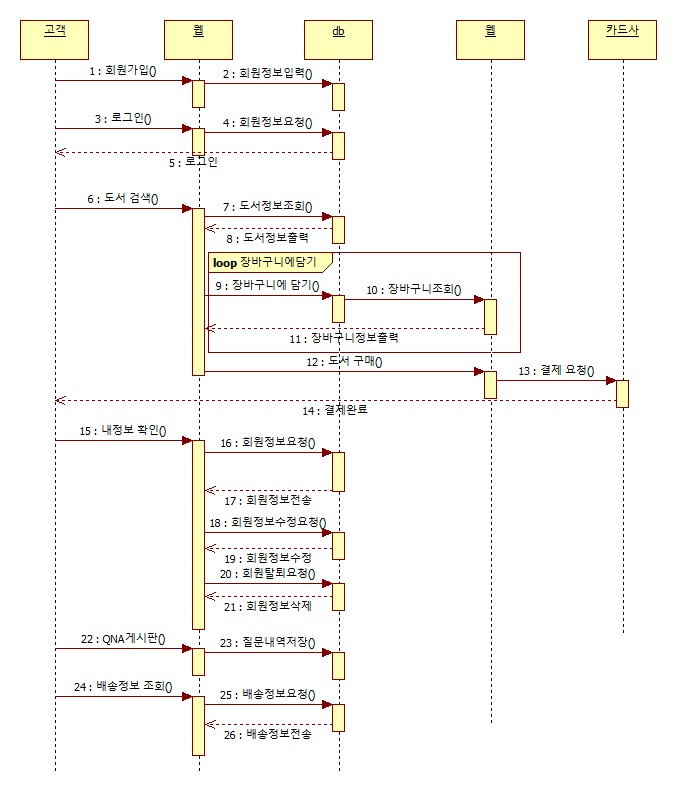 고객
웹
db
웹
카드사
1 : 회원가입()
2 : 회원정보입력()
3 : 로그인()
4 : 회원정보요청()
5 : 로그인
6 : 도서 검색()
7 : 도서정보조회()
8 : 도서정보출력
loop 장바구니에담기
9 : 장바구니에 담기()
10 : 장바구니조회()
11 : 장바구니정보출력
12 : 도서 구매()
13 : 결제 요청()
14 : 결제완료
15 : 내정보 확인()
16 : 회원정보요청()
17 : 회원정보전송
18 : 회원정보수정요청()
19 : 회원정보수정
20 : 회원탈퇴요청()
21 : 회원정보삭제
22 : QNA게시판()
23 : 질문내역저장()
24 : 배송정보 조회()
25 : 배송정보요청()
26 : 배송정보전송